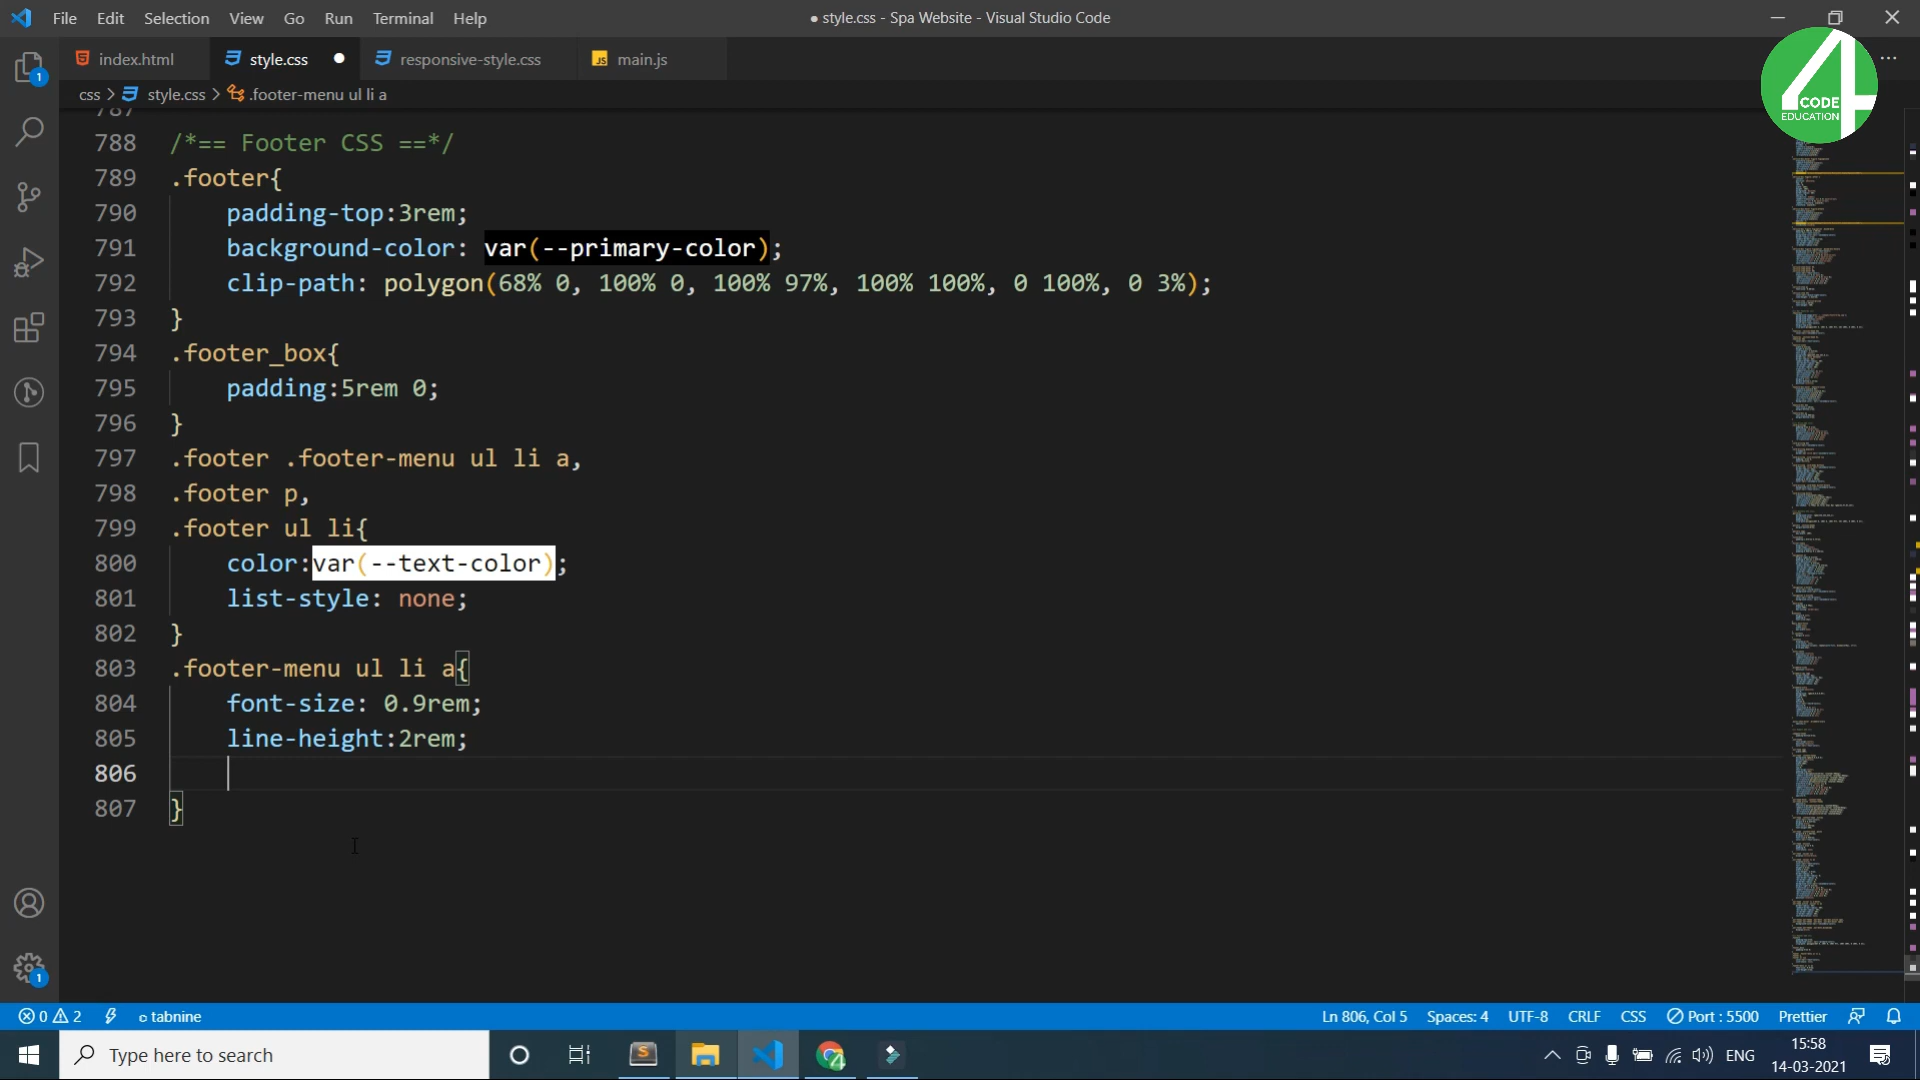 File Edit Selection View Go Run Terminal Help
● style.css - Spa Website - Visual Studio Code
index.html style.css responsive-style.css JS main.js
css > style.css > .footer-menu ul li a
CODE
EDUCATION
4
787
788 /*== Footer CSS ==*/
789 .footer{
790 padding-top:3rem;
791 background-color: var(--primary-color);
792 clip-path: polygon(68% 0, 100% 0, 100% 97%, 100% 100%, 0 100%, 0 3%);
793 }
794 .footer_box{
795 padding:5rem 0;
796 }
797 .footer .footer-menu ul li a,
798 .footer p,
799 .footer ul li{
800 color:var(--text-color);
801 list-style: none;
802 }
803 .footer-menu ul li a{
804 font-size: 0.9rem;
805 line-height:2rem;
806
807 }
1
1
0 2 tabnine Ln 806, Col 5 Spaces: 4 UTF-8 CRLF CSS Port : 5500 Prettier
Type here to search
ENG
15:58
14-03-2021